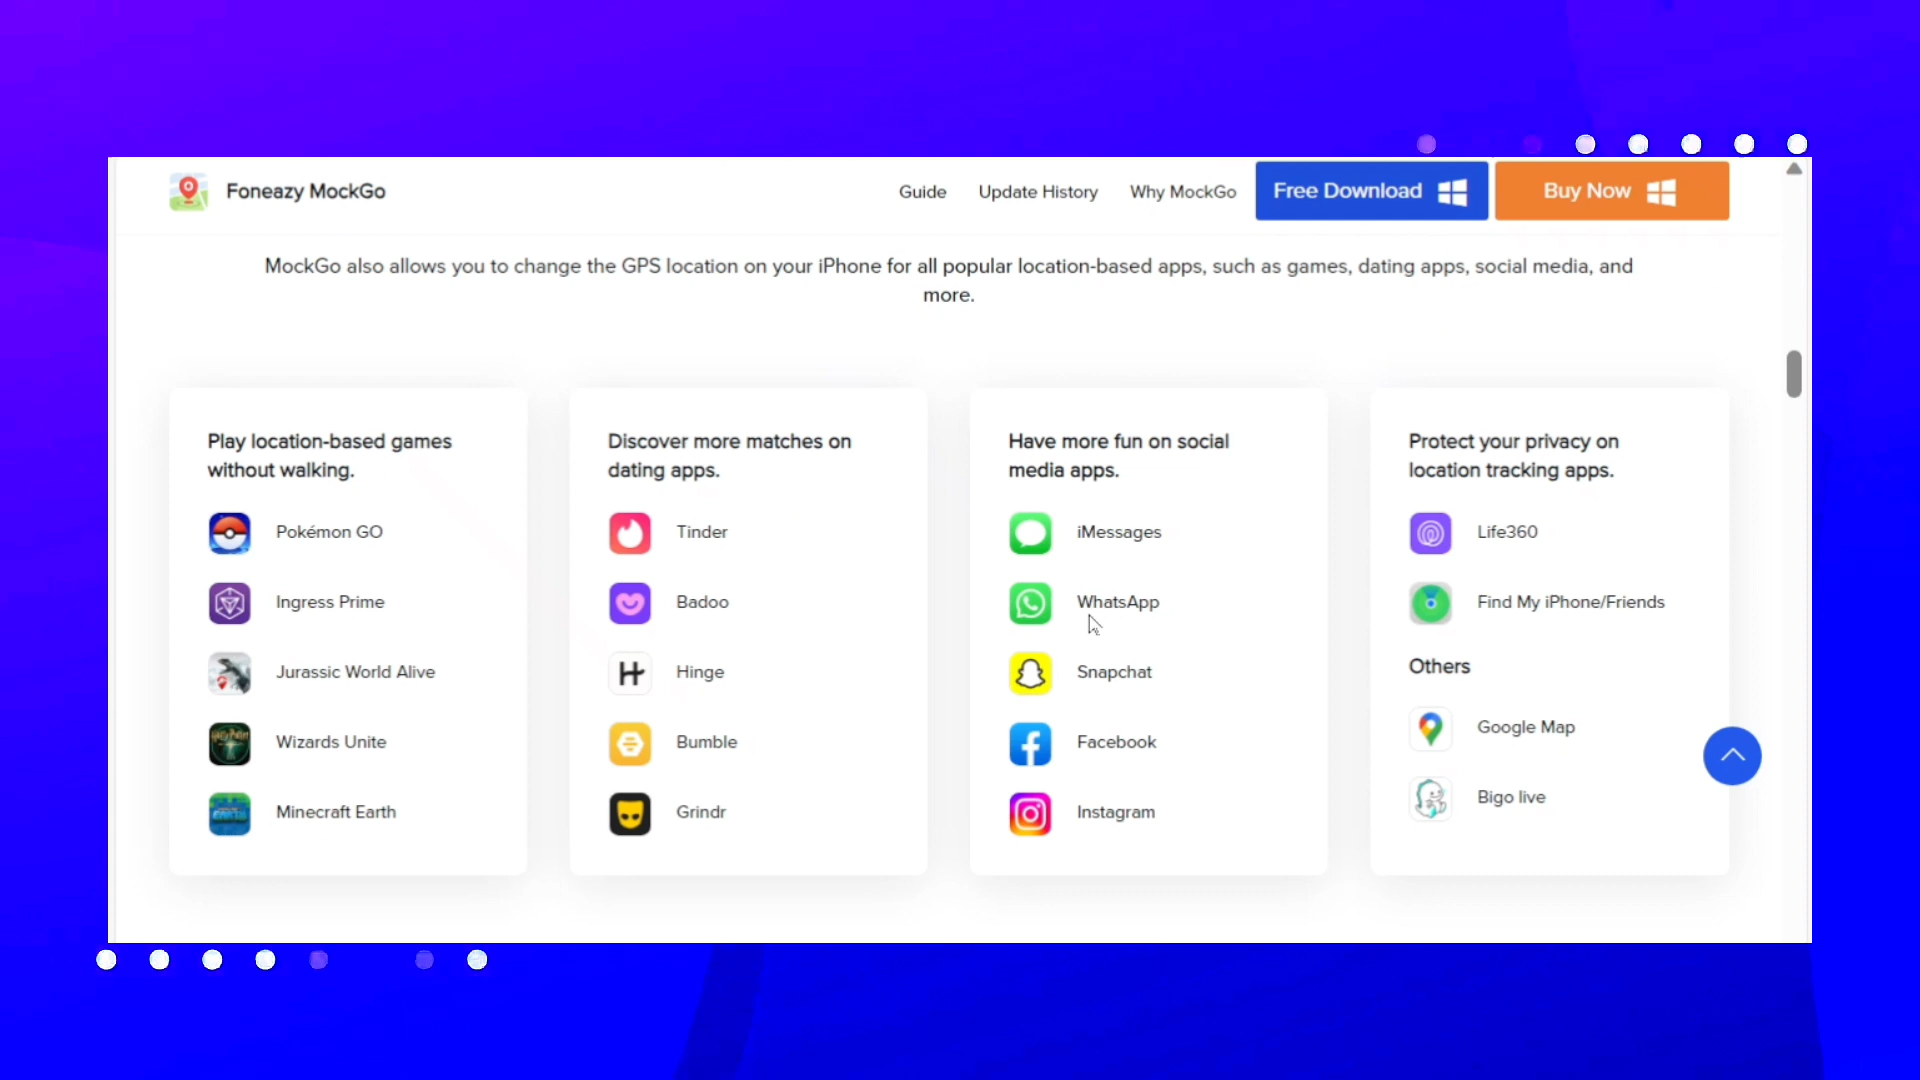 Foneazy MockGo
Guide
Update History
Why MockGo
Free Download
Buy Now
MockGo also allows you to change the GPS location on your iPhone for all popular location-based apps, such as games, dating apps, social media, and
more.
Play location-based games
without walking.
Pokémon GO
Ingress Prime
Jurassic World Alive
Wizards Unite
Minecraft Earth
Discover more matches on
dating apps.
Tinder
Badoo
Hinge
Bumble
Grindr
Have more fun on social
media apps.
iMessages
WhatsApp
Snapchat
Facebook
Instagram
Protect your privacy on
location tracking apps.
Life360
Find My iPhone/Friends
Others
Google Map
Bigo live